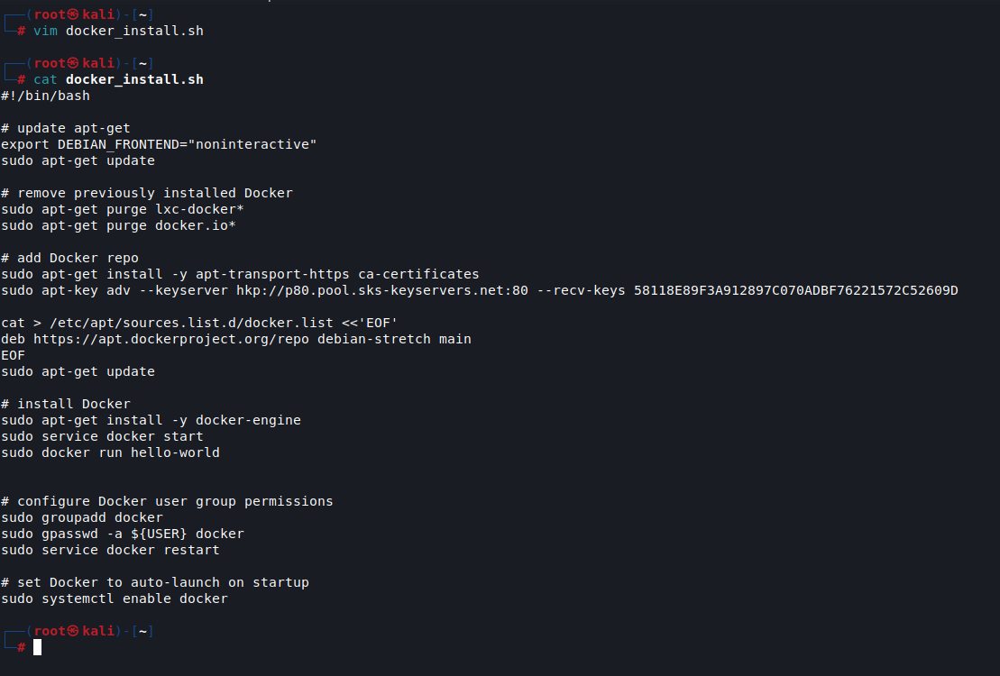 ┌──(root㉿kali)-[~]
└─# vim docker_install.sh
┌──(root㉿kali)-[~]
└─# cat docker_install.sh
#!/bin/bash
# update apt-get
export DEBIAN_FRONTEND="noninteractive"
sudo apt-get update
# remove previously installed Docker
sudo apt-get purge lxc-docker*
sudo apt-get purge docker.io*
# add Docker repo
sudo apt-get install -y apt-transport-https ca-certificates
sudo apt-key adv --keyserver hkp://p80.pool.sks-keyservers.net:80 --recv-keys 58118E89F3A912897C070ADBF76221572C52609D
cat > /etc/apt/sources.list.d/docker.list <<'EOF'
deb https://apt.dockerproject.org/repo debian-stretch main
EOF
sudo apt-get update
# install Docker
sudo apt-get install -y docker-engine
sudo service docker start
sudo docker run hello-world
# configure Docker user group permissions
sudo groupadd docker
sudo gpasswd -a ${USER} docker
sudo service docker restart
# set Docker to auto-launch on startup
sudo systemctl enable docker
┌──(root㉿kali)-[~]
└─#